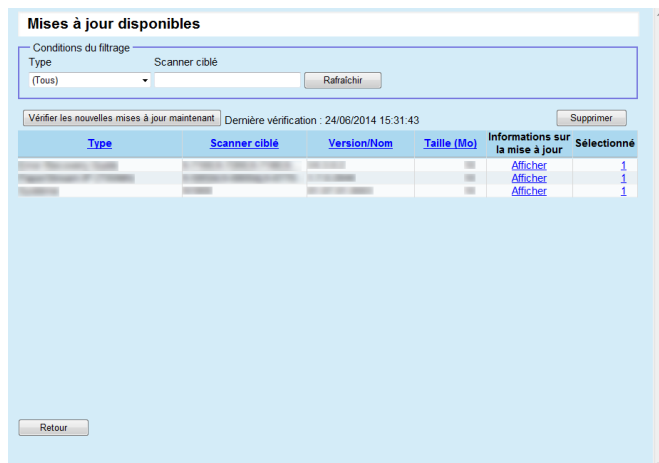 Mises à jour disponibles
Conditions du filtrage
Type Scanner ciblé
(Tous) Rafraîchir
Vérifier les nouvelles mises à jour maintenant Dernière vérification : 24/06/2014 15:31:43 Supprimer
Type Scanner ciblé Version/Nom Taille (Mo) Informations sur la mise à jour Sélectionné
Afficher 1
Afficher 1
Afficher 1
Retour